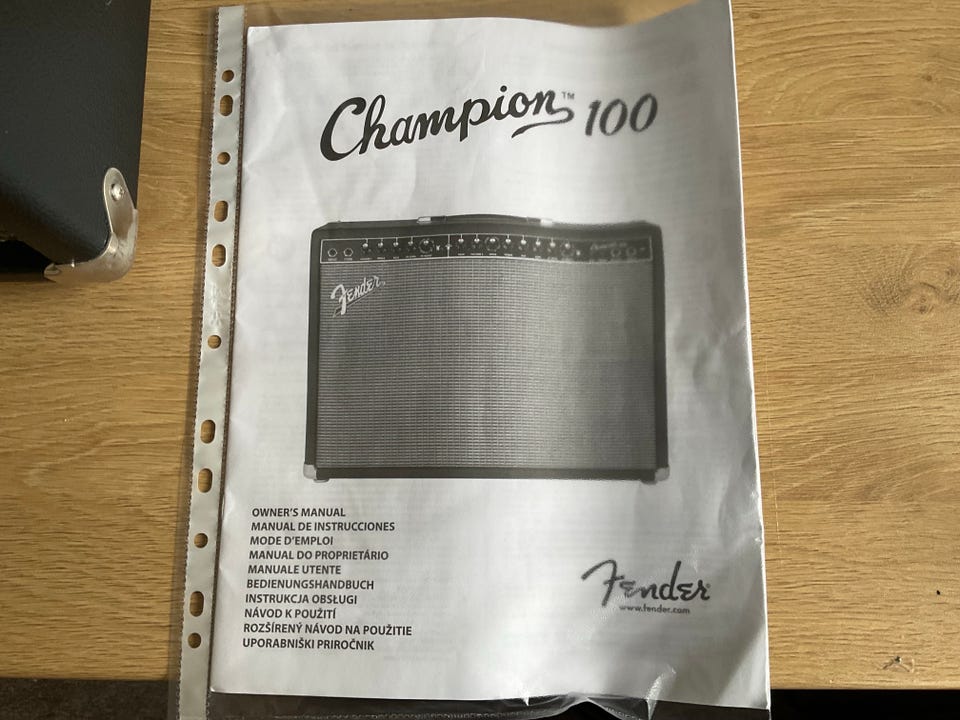 Champion™ 100
Fender
OWNER'S MANUAL
MANUAL DE INSTRUCCIONES
MODE D'EMPLOI
MANUAL DO PROPRIETÁRIO
MANUALE UTENTE
BEDIENUNGSHANDBUCH
INSTRUKCJA OBSŁUGI
NÁVOD K POUŽITÍ
ROZŠÍRENÝ NÁVOD NA POUŽITIE
UPORABNIŠKI PRIROČNIK
Fender
www.fender.com